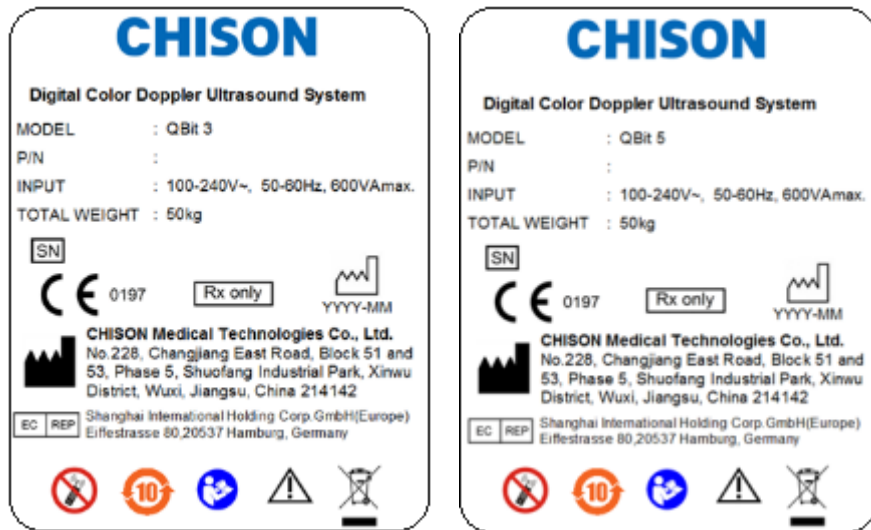 CHISON
Digital Color Doppler Ultrasound System
MODEL : QBit 3
P/N :
INPUT : 100-240V~, 50-60Hz, 600VAmax.
TOTAL WEIGHT : 50kg
SN
CE 0197
Rx only
YYYY-MM
CHISON Medical Technologies Co., Ltd.
No.228, Changjiang East Road, Block 51 and
53, Phase 5, Shuofang Industrial Park, Xinwu
District, Wuxi, Jiangsu, China 214142
EC REP
Shanghai International Holding Corp.GmbH(Europe)
Eiffestrasse 80,20537 Hamburg, Germany
10
CHISON
Digital Color Doppler Ultrasound System
MODEL : QBit 5
P/N :
INPUT : 100-240V~, 50-60Hz, 600VAmax.
TOTAL WEIGHT : 50kg
SN
CE 0197
Rx only
YYYY-MM
CHISON Medical Technologies Co., Ltd.
No.228, Changjiang East Road, Block 51 and
53, Phase 5, Shuofang Industrial Park, Xinwu
District, Wuxi, Jiangsu, China 214142
EC REP
Shanghai International Holding Corp.GmbH(Europe)
Eiffestrasse 80,20537 Hamburg, Germany
10